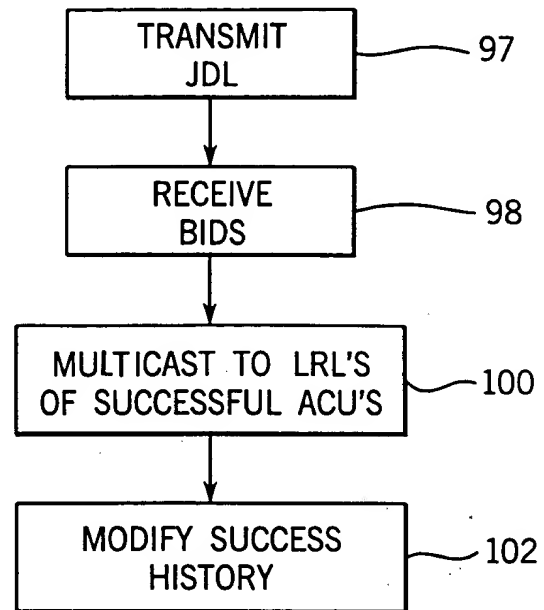 TRANSMIT
JDL
97
RECEIVE
BIDS
98
MULTICAST TO LRL'S
OF SUCCESSFUL ACU'S
100
MODIFY SUCCESS
HISTORY
102